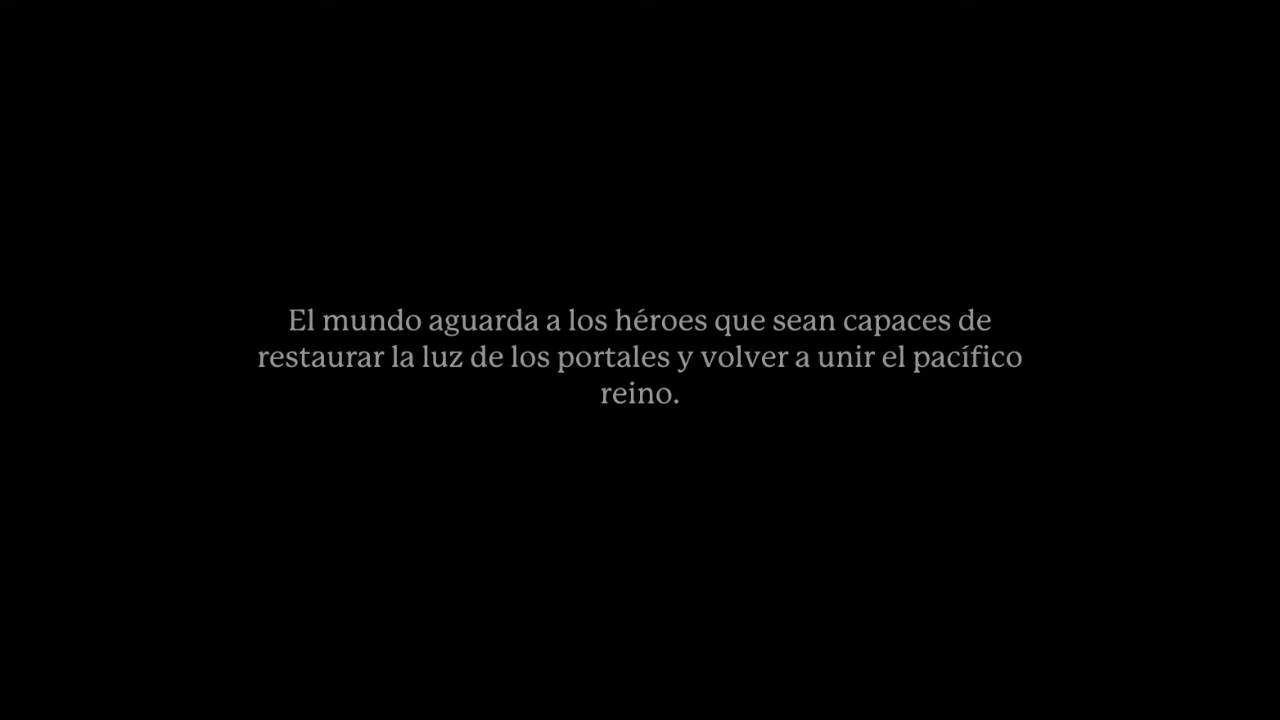 El mundo aguarda a los héroes que sean capaces de
restaurar la luz de los portales y volver a unir el pacífico
reino.